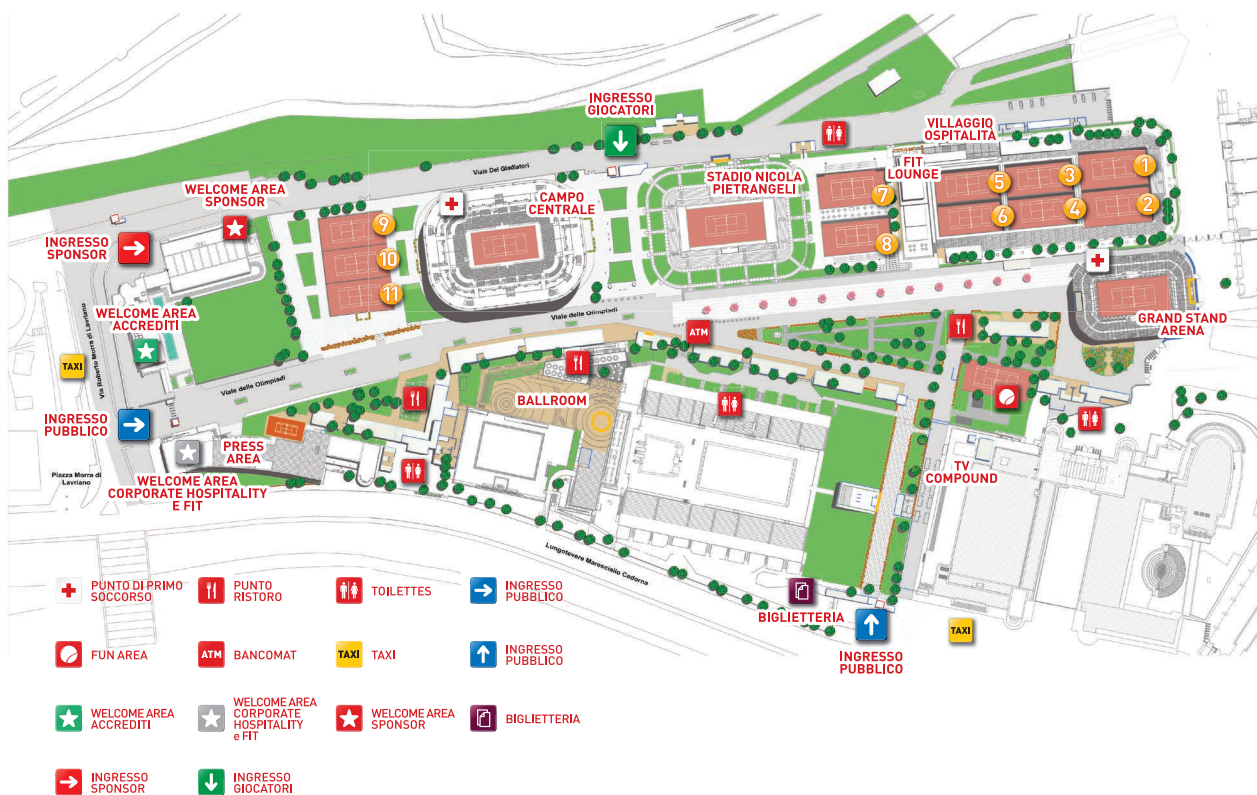 INGRESSO
GIOCATORI
VILLAGGIO
OSPITALITÀ
FIT
LOUNGE
Viale Dei Gladiatori
STADIO NICOLA
PIETRANGELI
CAMPO
CENTRALE
WELCOME AREA
SPONSOR
INGRESSO
SPONSOR
1
2
3
4
5
6
7
8
9
10
11
WELCOME AREA
ACCREDITI
Via Roberto Morra di Lavriano
TAXI
Viale delle Olimpiadi
Viale delle Olimpiadi
ATM
GRAND STAND
ARENA
INGRESSO
PUBBLICO
BALLROOM
PRESS
AREA
Piazza Morra di
Lavriano
WELCOME AREA
CORPORATE HOSPITALITY
E FIT
TV
COMPOUND
Lungotevere Maresciallo Cadorna
BIGLIETTERIA
INGRESSO
PUBBLICO
TAXI
PUNTO DI PRIMO
SOCCORSO
PUNTO
RISTORO
TOILETTES
INGRESSO
PUBBLICO
FUN AREA
ATM
BANCOMAT
TAXI
TAXI
INGRESSO
PUBBLICO
WELCOME AREA
ACCREDITI
WELCOME AREA
CORPORATE
HOSPITALITY
e FIT
WELCOME AREA
SPONSOR
BIGLIETTERIA
INGRESSO
SPONSOR
INGRESSO
GIOCATORI